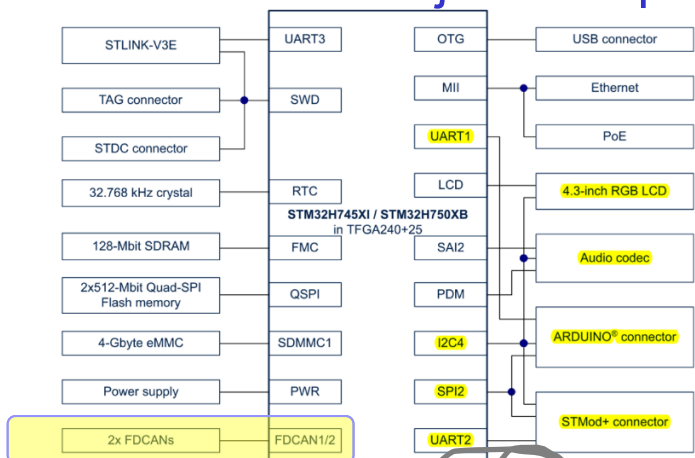 STLINK-V3E
UART3
OTG
USB connector
TAG connector
SWD
MII
Ethernet
STDC connector
UART1
PoE
32.768 kHz crystal
RTC
LCD
4.3-inch RGB LCD
STM32H745XI / STM32H750XB
in TFGA240+25
128-Mbit SDRAM
FMC
SAI2
Audio codec
2x512-Mbit Quad-SPI
Flash memory
QSPI
PDM
4-Gbyte eMMC
SDMMC1
I2C4
ARDUINO® connector
Power supply
PWR
SPI2
STMod+ connector
2x FDCANs
FDCAN1/2
UART2